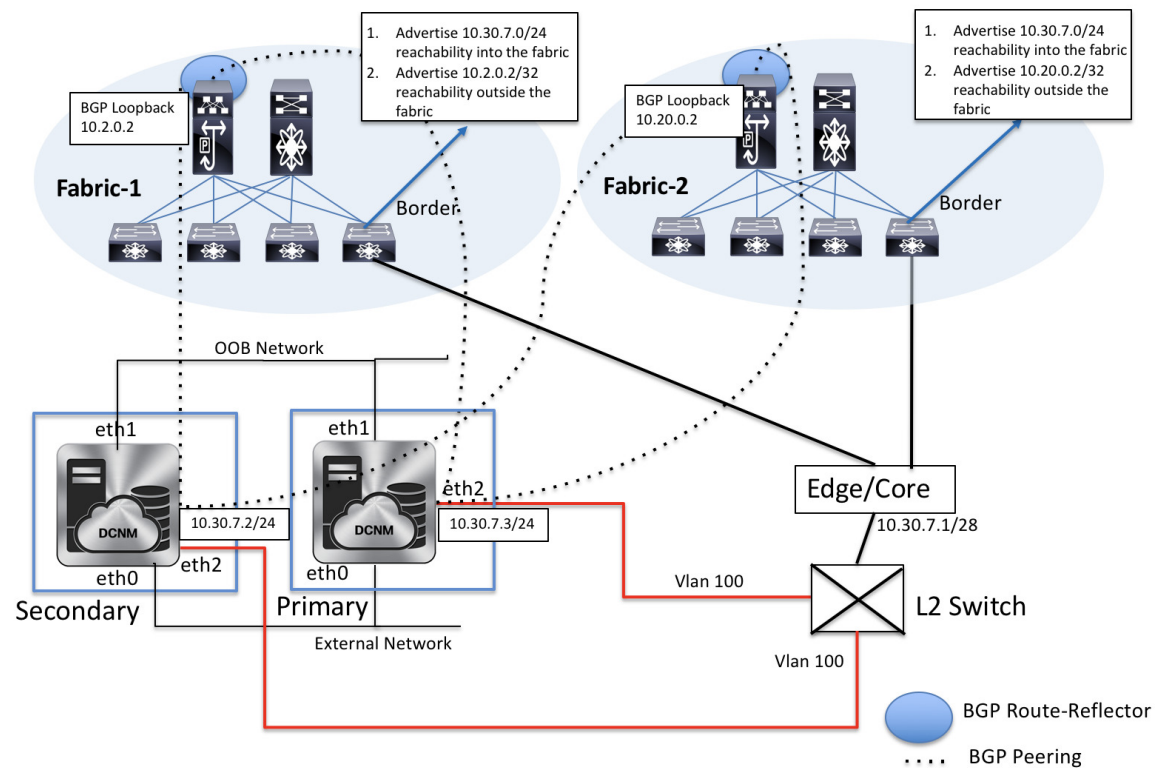 1. Advertise 10.30.7.0/24
reachability into the fabric
2. Advertise 10.2.0.2/32
reachability outside the
fabric
1. Advertise 10.30.7.0/24
reachability into the fabric
2. Advertise 10.20.0.2/32
reachability outside the
fabric
BGP Loopback
10.2.0.2
P
BGP Loopback
10.20.0.2
P
Fabric-1
Fabric-2
Border
Border
OOB Network
eth1
eth1
DCNM
DCNM
eth2
10.30.7.2/24
10.30.7.3/24
eth2
eth0
eth0
Secondary
Primary
External Network
Edge/Core
10.30.7.1/28
Vlan 100
L2 Switch
Vlan 100
BGP Route-Reflector
BGP Peering